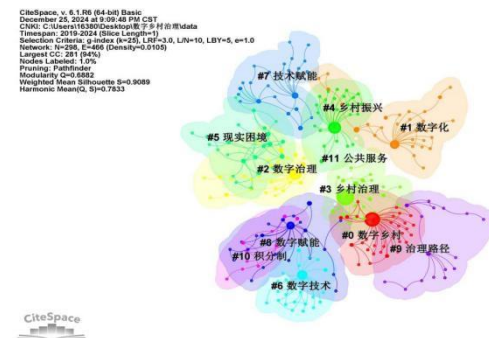 CiteSpace, v. 6.1.R6 (64-bit) Basic
December 25, 2024 at 9:09:48 PM CST
CNKI: C:\Users\16380\Desktop\数字乡村治理\data
Timespan: 2019-2024 (Slice Length=1)
Selection Criteria: g-index (k=25), LRF=3.0, L/N=10, LBY=5, e=1.0
Network: N=298, E=466 (Density=0.0105)
Largest CC: 281 (94%)
Nodes Labeled: 1.0%
Pruning: Pathfinder
Modularity Q=0.6882
Weighted Mean Silhouette S=0.9089
Harmonic Mean(Q, S)=0.7833
#7 技术赋能
#4 乡村振兴
#1 数字化
#5 现实困境
#11 公共服务
#2 数字治理
#3 乡村治理
#0 数字乡村
#8 数字赋能
#9 治理路径
#10 积分制
#6 数字技术
CiteSpace